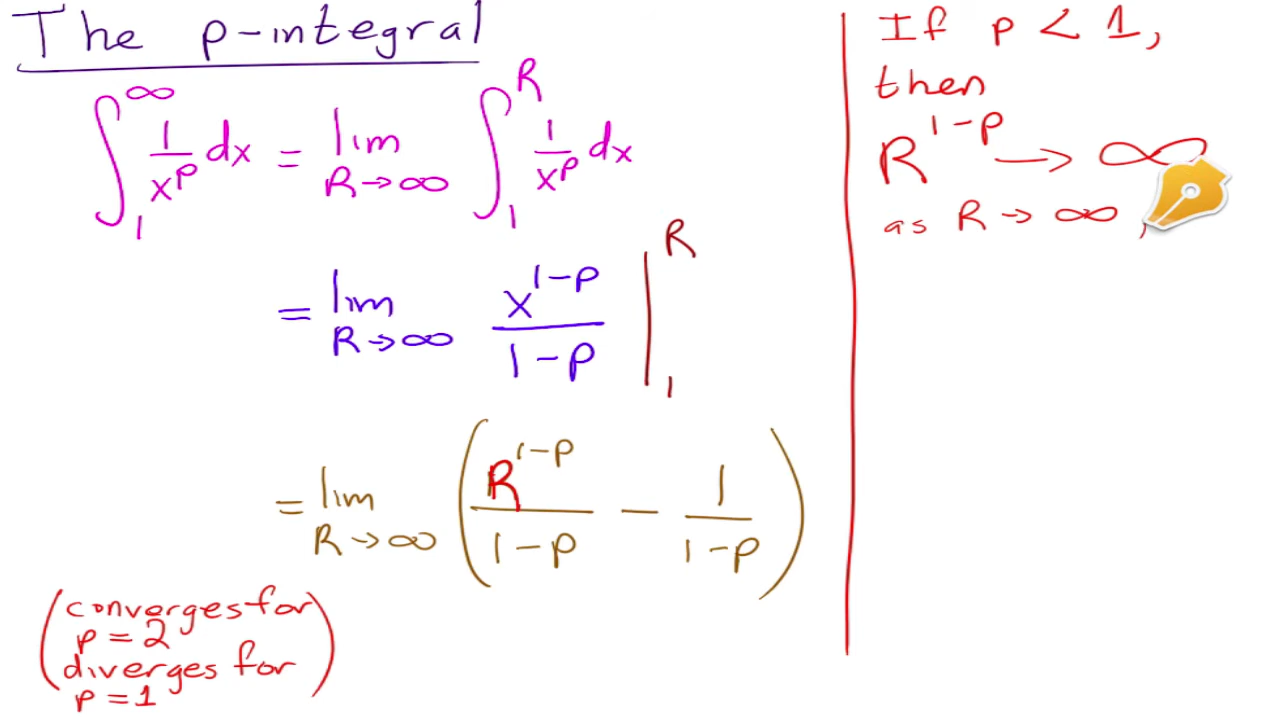 The p-integral
∫₁^∞ 1/x^p dx = lim R→∞ ∫₁^R 1/x^p dx
= lim R→∞ x^(1-p)/(1-p) |₁^R
= lim R→∞ (R^(1-p)/(1-p) - 1/(1-p))
(converges for
p = 2
diverges for
p = 1)
If p < 1,
then
R^(1-p) → ∞
as R → ∞,